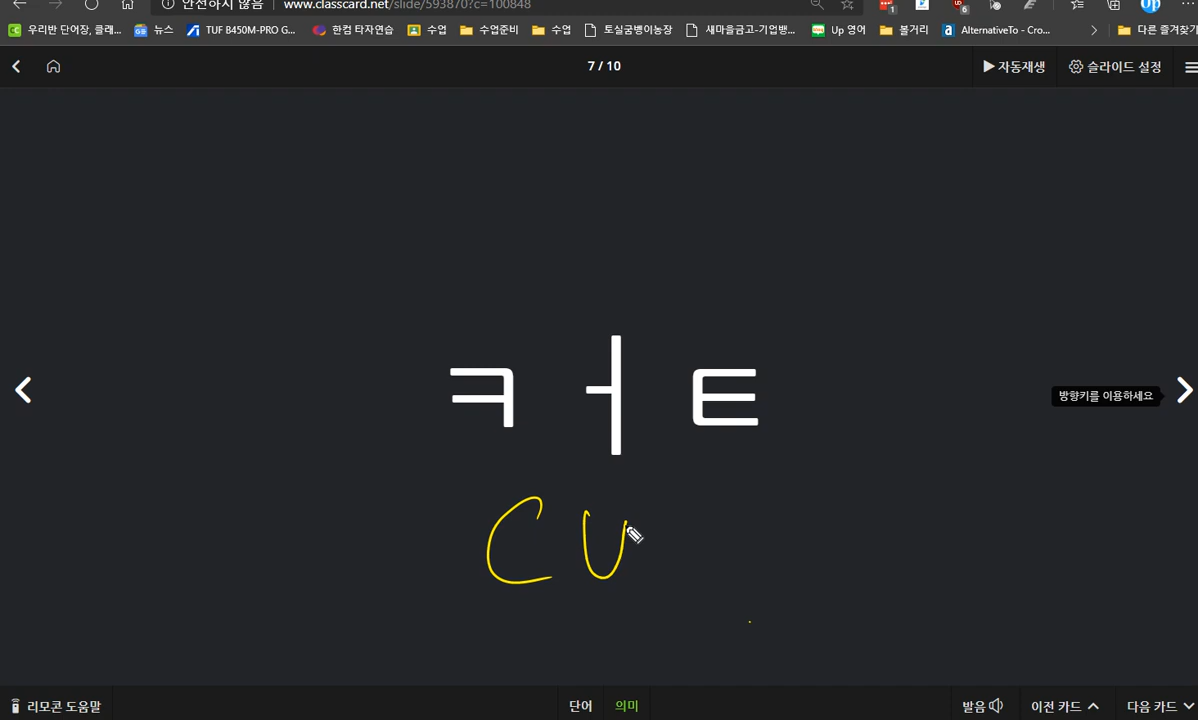 안전하지 않음 | www.classcard.net/slide/593870?c=100848
1 6 Up
우리반 단어장, 클래... 뉴스 TUF B450M-PRO G... 한컴 타자연습 수업 수업준비 수업 토실굼벵이농장 새마을금고-기업뱅... Up 영어 볼거리 AlternativeTo - Cro... 다른 즐겨찾기
7 / 10 자동재생 슬라이드 설정
ㅋ ㅓ ㅌ
방향키를 이용하세요
C U
리모콘 도움말 단어 의미 발음 이전 카드 다음 카드